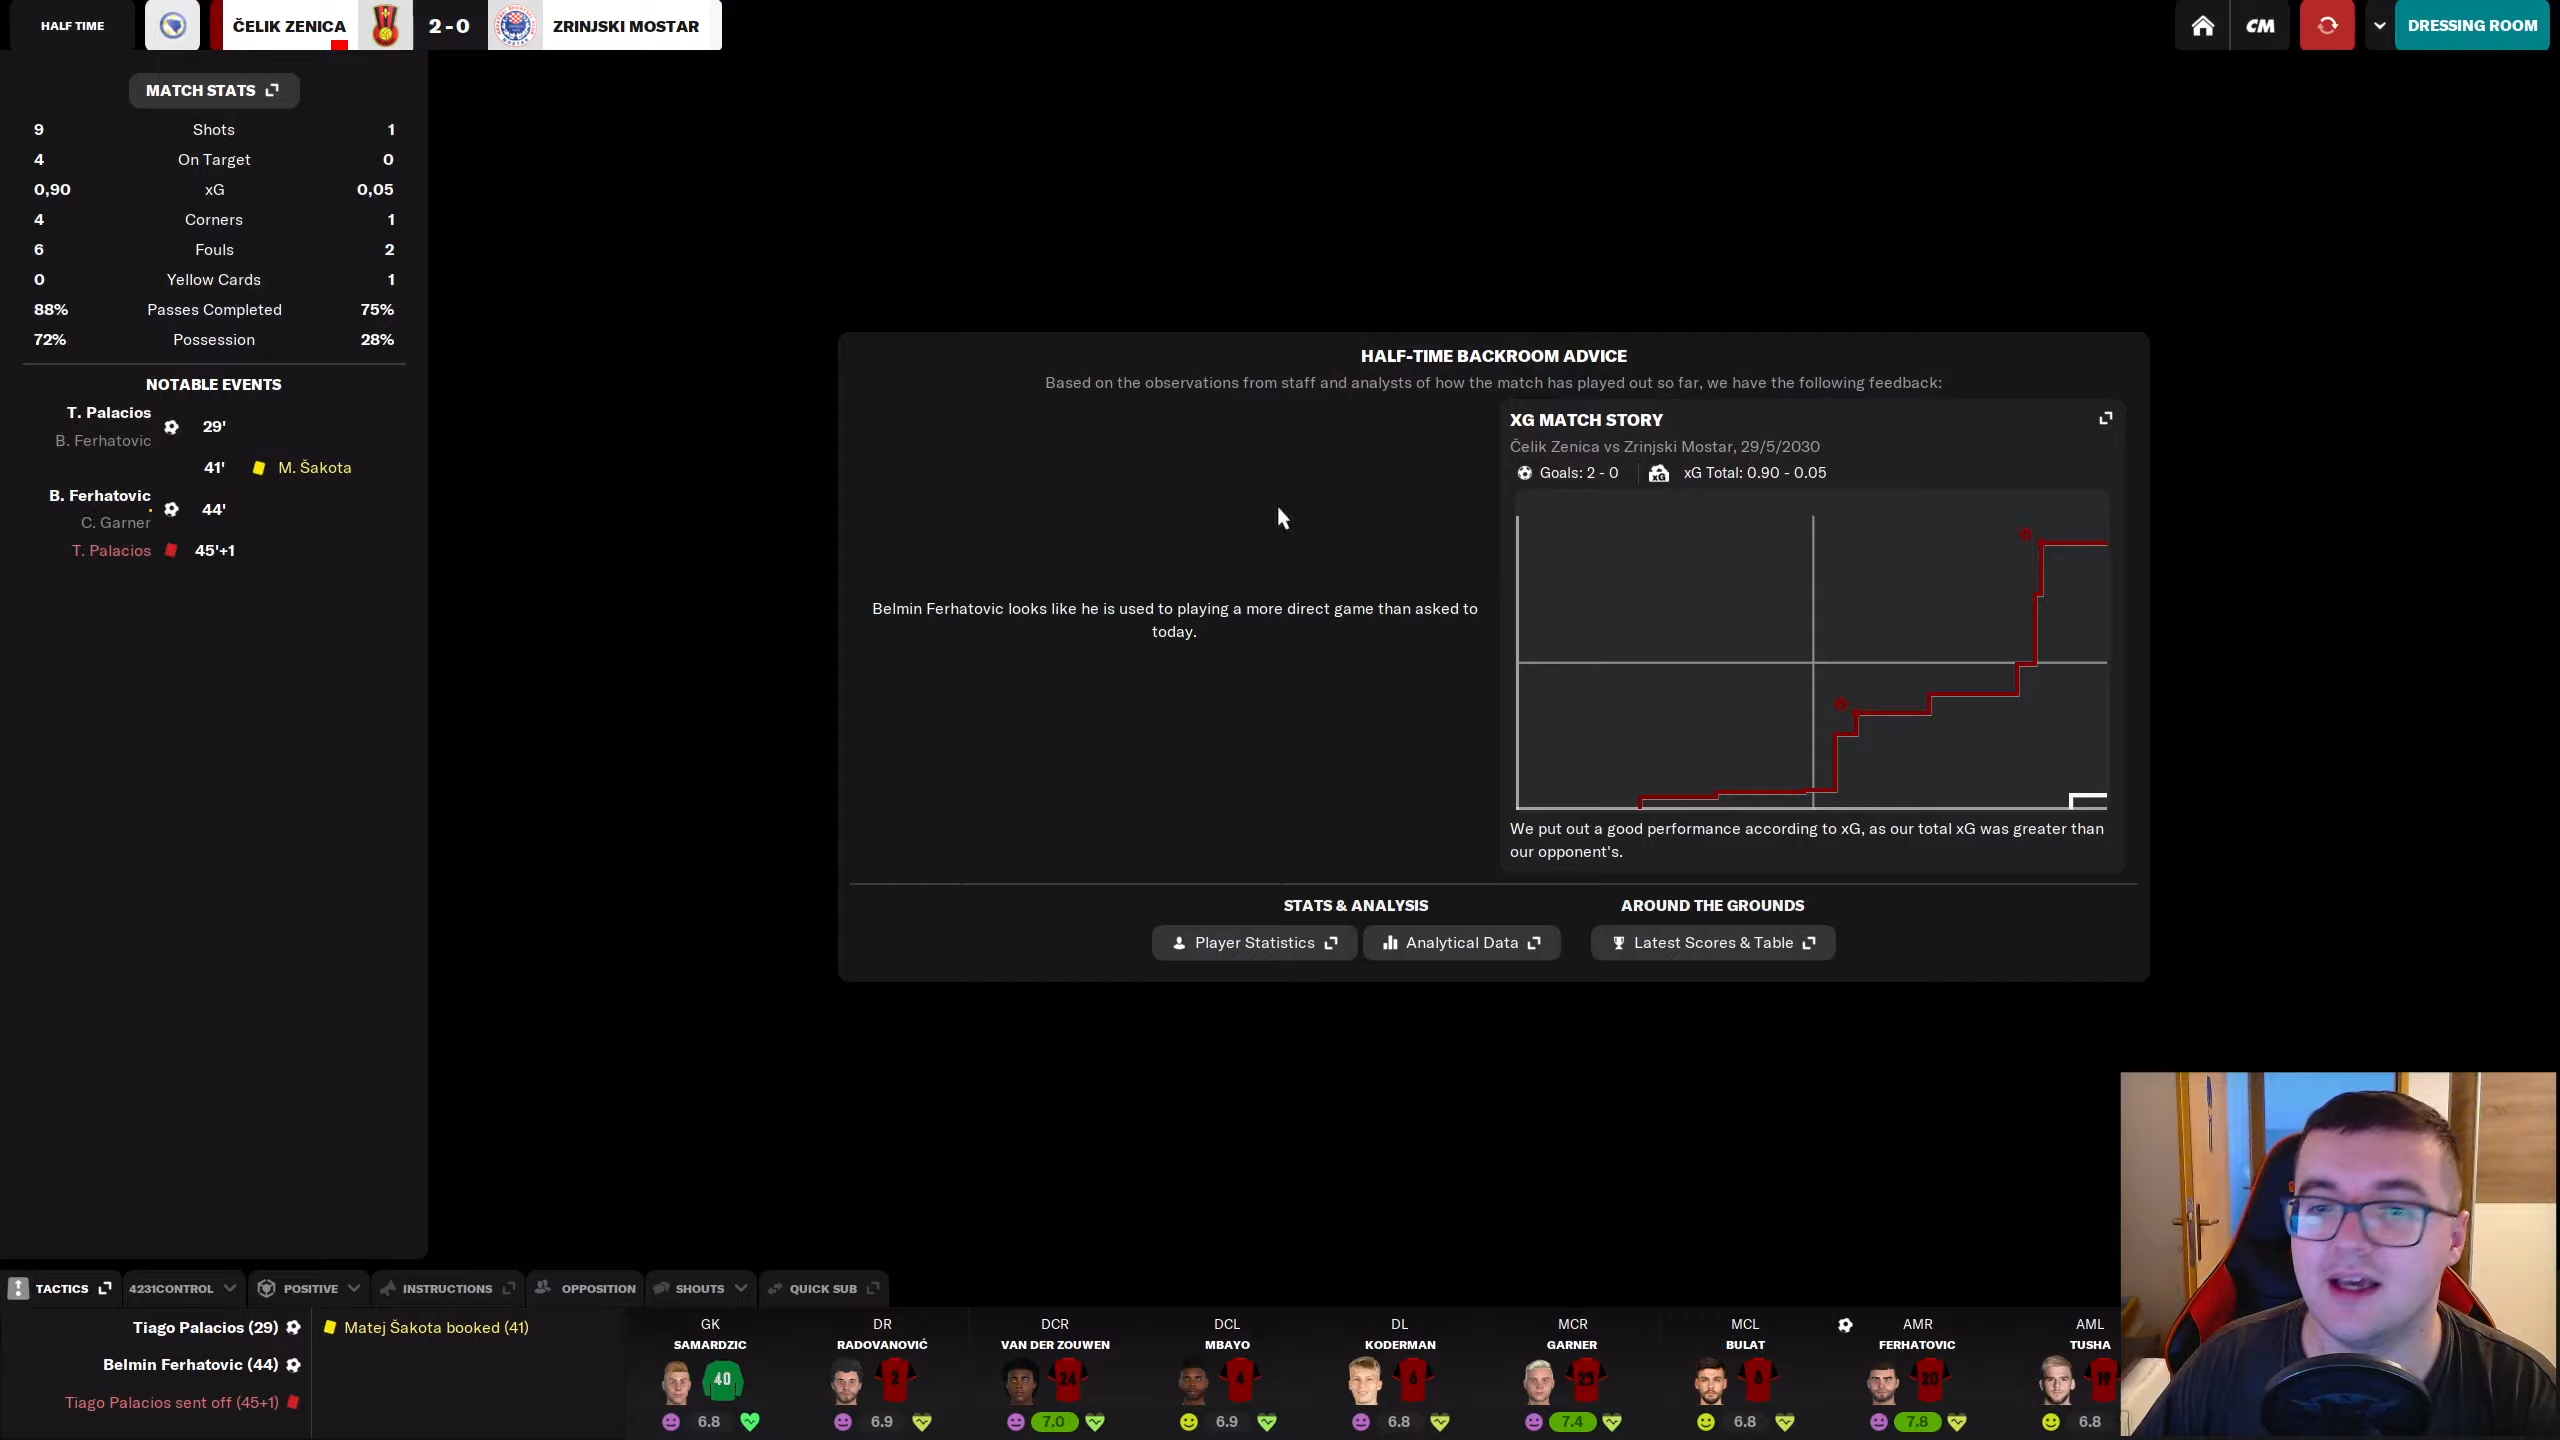 HALF TIME
ČELIK ZENICA
2 - 0
ZRINJSKI MOSTAR
CM
DRESSING ROOM
MATCH STATS
9 Shots 1
4 On Target 0
0,90 xG 0,05
4 Corners 1
6 Fouls 2
0 Yellow Cards 1
88% Passes Completed 75%
72% Possession 28%
NOTABLE EVENTS
T. Palacios
B. Ferhatovic
29'
41' M. Šakota
B. Ferhatovic
C. Garner
44'
T. Palacios 45'+1
HALF-TIME BACKROOM ADVICE
Based on the observations from staff and analysts of how the match has played out so far, we have the following feedback:
Belmin Ferhatovic looks like he is used to playing a more direct game than asked to
today.
XG MATCH STORY
Čelik Zenica vs Zrinjski Mostar, 29/5/2030
Goals: 2 - 0
xG
xG Total: 0.90 - 0.05
We put out a good performance according to xG, as our total xG was greater than
our opponent's.
STATS & ANALYSIS
Player Statistics
Analytical Data
AROUND THE GROUNDS
Latest Scores & Table
TACTICS
4231CONTROL
POSITIVE
INSTRUCTIONS
OPPOSITION
SHOUTS
QUICK SUB
Tiago Palacios (29)
Belmin Ferhatovic (44)
Tiago Palacios sent off (45+1)
Matej Šakota booked (41)
GK
SAMARDZIC
40
6.8
DR
RADOVANOVIĆ
2
6.9
DCR
VAN DER ZOUWEN
24
7.0
DCL
MBAYO
4
6.9
DL
KODERMAN
6
6.8
MCR
GARNER
25
7.4
MCL
BULAT
8
6.8
AMR
FERHATOVIC
20
7.8
AML
TUSHA
19
6.8